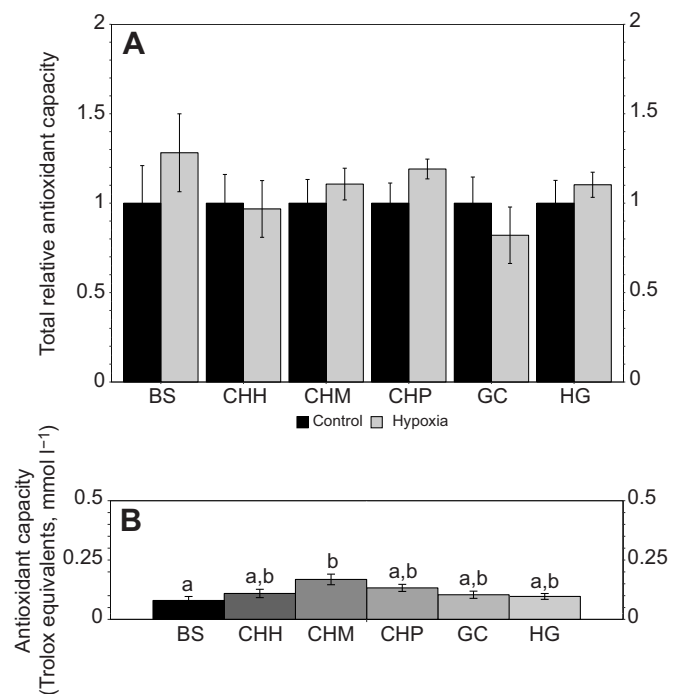 A
Total relative antioxidant capacity
2
1.5
1
0.5
0
2
1.5
1
0.5
0
BS CHH CHM CHP GC HG
Control Hypoxia
B
Antioxidant capacity
(Trolox equivalents, mmol l−1)
0.5
0.25
0
0.5
0.25
0
a a,b b a,b a,b a,b
BS CHH CHM CHP GC HG